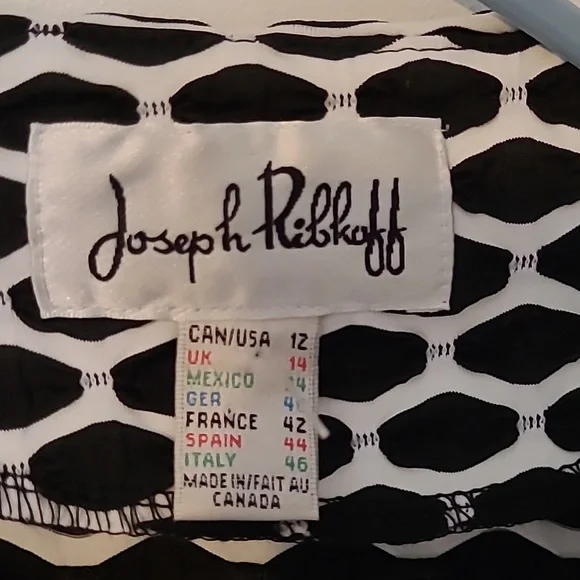 Joseph Ribkoff
CAN/USA 12
UK 14
MEXICO
GER
FRANCE 42
SPAIN 44
ITALY 46
MADE IN/FAIT AU
CANADA